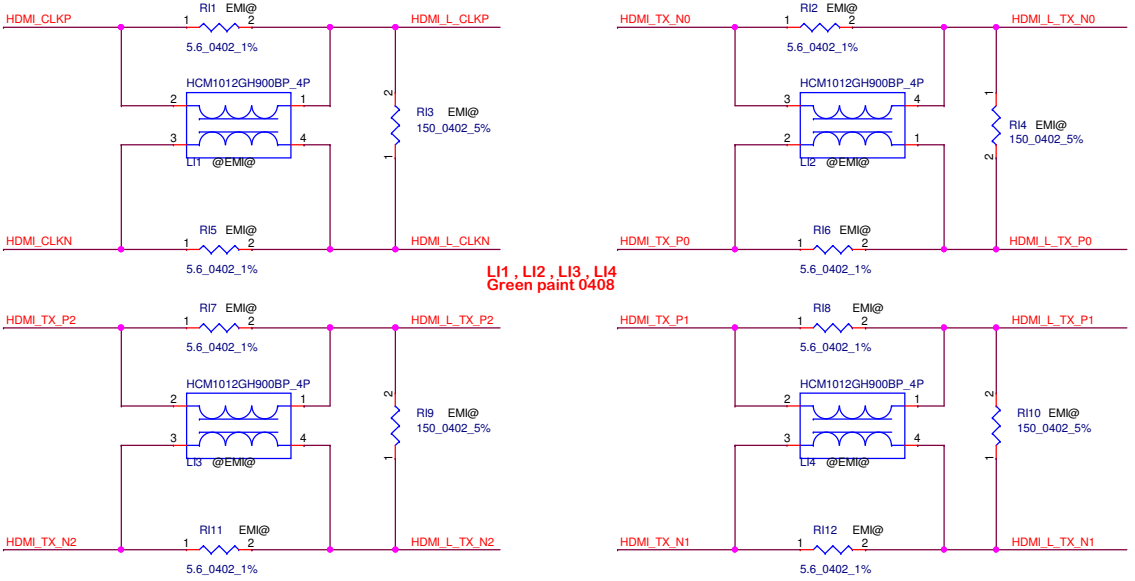 HDMI_CLKP
RI1 EMI@
1 2
5.6_0402_1%
HDMI_L_CLKP
HCM1012GH900BP_4P
2 1
3 4
LI1 @EMI@
2
RI3 EMI@
150_0402_5%
1
HDMI_CLKN
RI5 EMI@
1 2
5.6_0402_1%
HDMI_L_CLKN
HDMI_TX_N0
RI2 EMI@
1 2
5.6_0402_1%
HDMI_L_TX_N0
HCM1012GH900BP_4P
3 4
2 1
LI2 @EMI@
1
RI4 EMI@
150_0402_5%
2
HDMI_TX_P0
RI6 EMI@
1 2
5.6_0402_1%
HDMI_L_TX_P0
LI1 , LI2 , LI3 , LI4
Green paint 0408
HDMI_TX_P2
RI7 EMI@
1 2
5.6_0402_1%
HDMI_L_TX_P2
HCM1012GH900BP_4P
2 1
3 4
LI3 @EMI@
2
RI9 EMI@
150_0402_5%
1
HDMI_TX_N2
RI11 EMI@
1 2
5.6_0402_1%
HDMI_L_TX_N2
HDMI_TX_P1
RI8 EMI@
1 2
5.6_0402_1%
HDMI_L_TX_P1
HCM1012GH900BP_4P
2 1
3 4
LI4 @EMI@
2
RI10 EMI@
150_0402_5%
1
HDMI_TX_N1
RI12 EMI@
1 2
5.6_0402_1%
HDMI_L_TX_N1